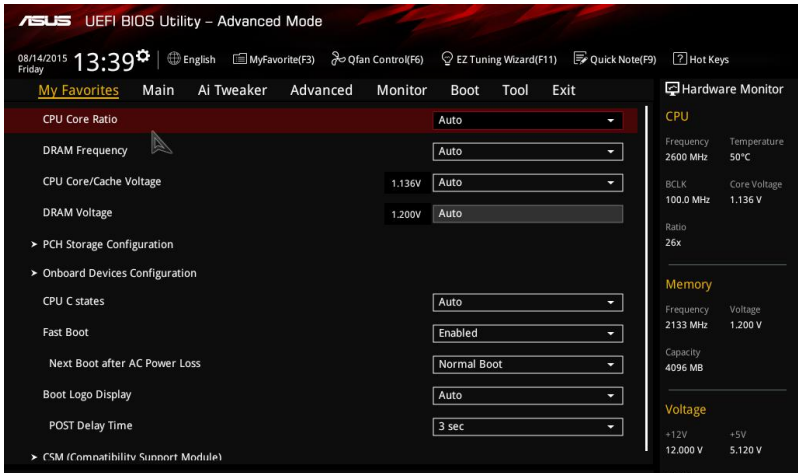 ASUS UEFI BIOS Utility – Advanced Mode
08/14/2015
Friday
13:39
English
MyFavorite(F3)
Qfan Control(F6)
EZ Tuning Wizard(F11)
Quick Note(F9)
? Hot Keys
My Favorites Main Ai Tweaker Advanced Monitor Boot Tool Exit
CPU Core Ratio Auto
DRAM Frequency Auto
CPU Core/Cache Voltage 1.136V Auto
DRAM Voltage 1.200V Auto
> PCH Storage Configuration
> Onboard Devices Configuration
CPU C states Auto
Fast Boot Enabled
Next Boot after AC Power Loss Normal Boot
Boot Logo Display Auto
POST Delay Time 3 sec
> CSM (Compatibility Support Module)
Hardware Monitor
CPU
Frequency Temperature
2600 MHz 50°C
BCLK Core Voltage
100.0 MHz 1.136 V
Ratio
26x
Memory
Frequency Voltage
2133 MHz 1.200 V
Capacity
4096 MB
Voltage
+12V +5V
12.000 V 5.120 V